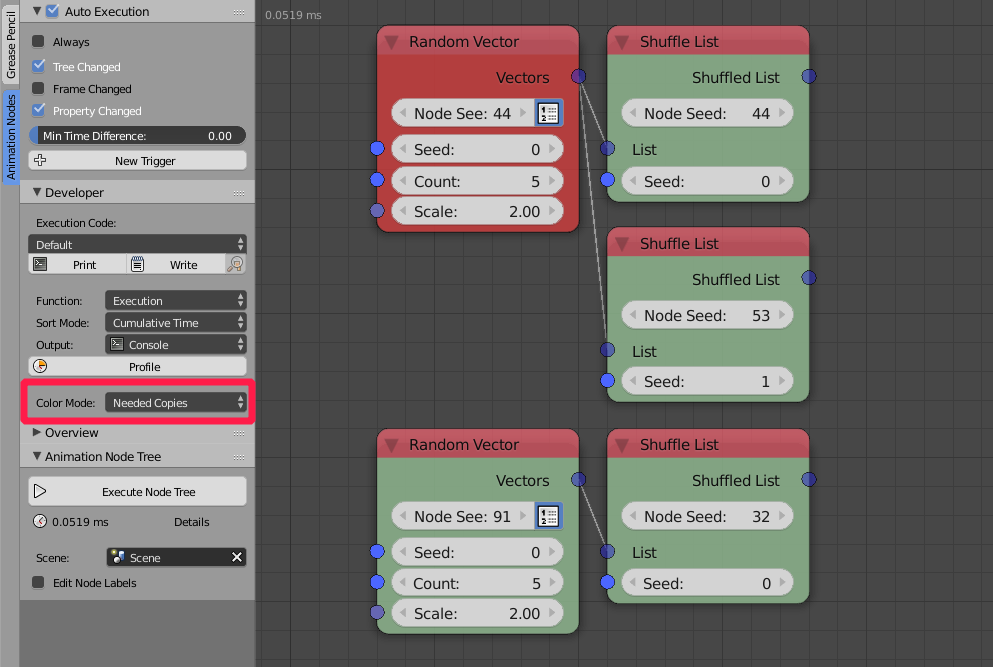 Grease Pencil
Animation Nodes
Auto Execution
Always
Tree Changed
Frame Changed
Property Changed
Min Time Difference: 0.00
New Trigger
Developer
Execution Code:
Default
Print Write
Function: Execution
Sort Mode: Cumulative Time
Output: Console
Profile
Color Mode: Needed Copies
Overview
Animation Node Tree
Execute Node Tree
0.0519 ms Details
Scene: Scene
Edit Node Labels
0.0519 ms
Random Vector
Vectors
Node See: 44
Seed: 0
Count: 5
Scale: 2.00
Shuffle List
Shuffled List
Node Seed: 44
List
Seed: 0
Shuffle List
Shuffled List
Node Seed: 53
List
Seed: 1
Random Vector
Vectors
Node See: 91
Seed: 0
Count: 5
Scale: 2.00
Shuffle List
Shuffled List
Node Seed: 32
List
Seed: 0